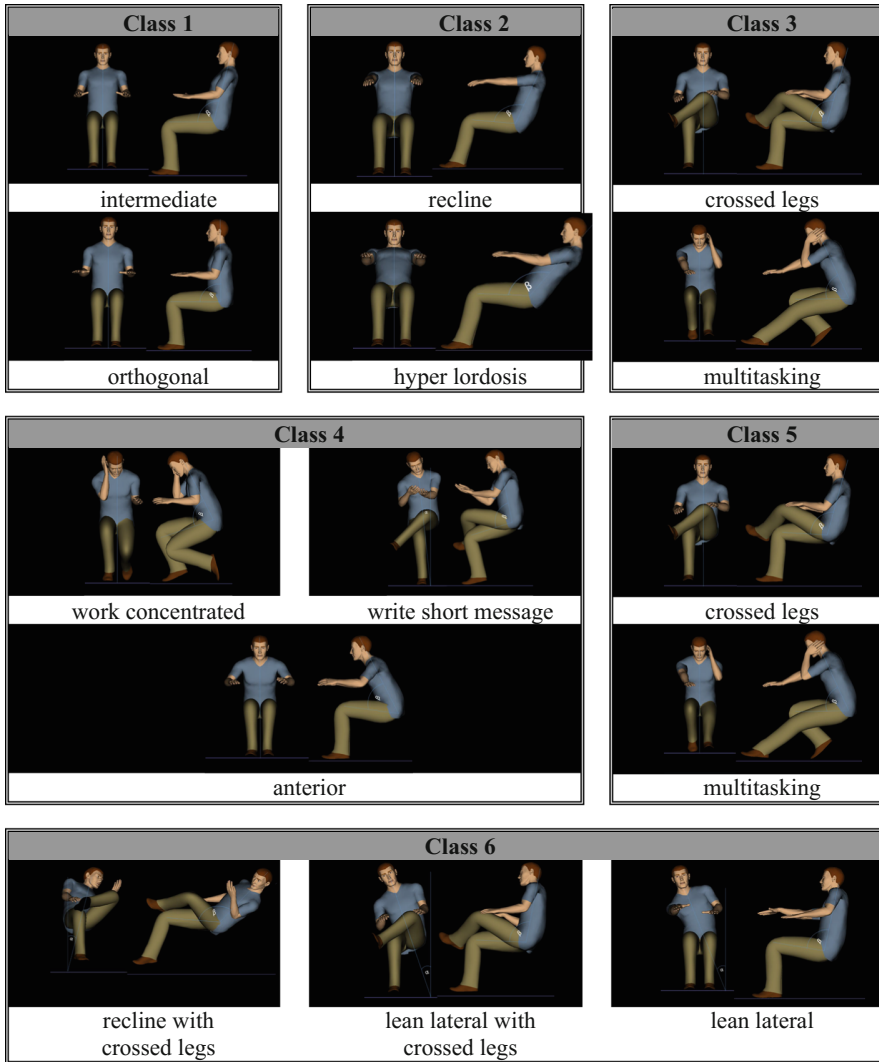 Class 1
Class 2
Class 3
intermediate
recline
crossed legs
orthogonal
hyper lordosis
multitasking
Class 4
Class 5
work concentrated
write short message
crossed legs
anterior
multitasking
Class 6
recline with
crossed legs
lean lateral with
crossed legs
lean lateral